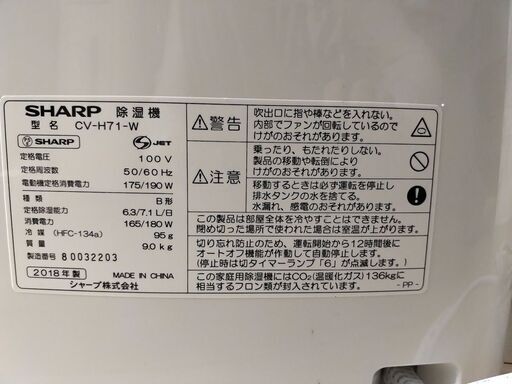 SHARP 除湿機
型 名 CV-H71-W
SHARP
S JET
定格電圧 100V
定格周波数 50/60Hz
電動機定格消費電力 175/190W
種類 B形
定格除湿能力 6.3/7.1L/日
消費電力 165/180W
冷 媒 (HFC-134a) 95g
質 量 9.0kg
製造番号 80032203
2018年製 MADE IN CHINA
シャープ株式会社
警告
吹出口に指や棒などを入れない。
内部でファンが回転しているので
けがのおそれがあります。
注意
乗ったり、もたれたりしない。
製品の移動や転倒により
けがのおそれがあります。
移動するときは必ず運転を停止し
排水タンクの水を捨てる。
水漏れ、感電のおそれがあります。
この製品は部屋全体を冷やすことはできません。
閉め切った場所で使われた場合は室温が上がります。
切り忘れ防止のため、運転開始から12時間後に
オートオフ機能が作動して自動停止します。
(停止時は切タイマーランプ「6」が点滅します。)
この家庭用除湿機にはCO₂(温暖化ガス)136kgに
相当するフロン類が封入されています。
- PP -